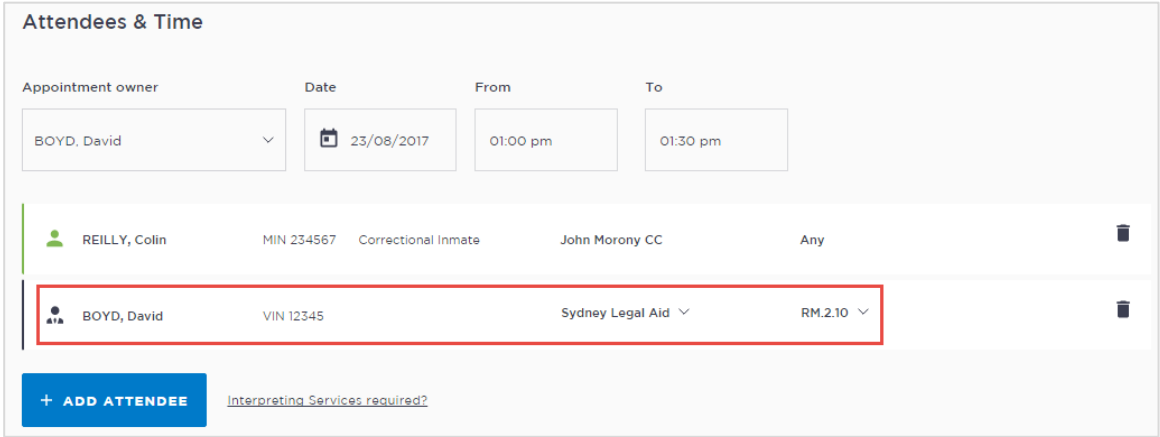 Attendees & Time
Appointment owner Date From To
BOYD, David 23/08/2017 01:00 pm 01:30 pm
REILLY, Colin MIN 234567 Correctional Inmate John Morony CC Any
BOYD, David VIN 12345 Sydney Legal Aid RM.2.10
+ ADD ATTENDEE Interpreting Services required?